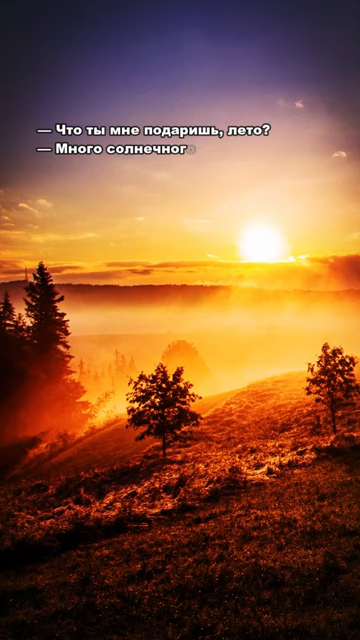 — Что ты мне подаришь, лето?
— Много солнечног